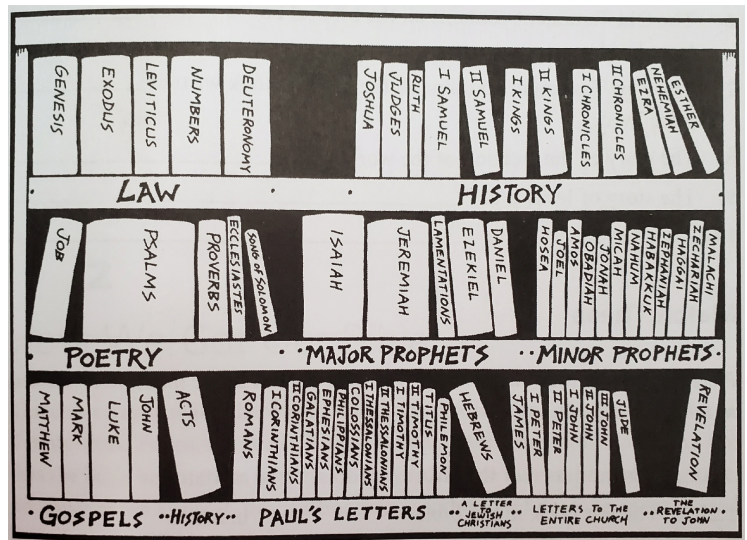 GENESIS
EXODUS
LEVITICUS
NUMBERS
DEUTERONOMY
JOSHUA
JUDGES
RUTH
I SAMUEL
II SAMUEL
I KINGS
II KINGS
I CHRONICLES
II CHRONICLES
EZRA
NEHEMIAH
ESTHER
LAW
HISTORY
JOB
PSALMS
PROVERBS
ECCLESIASTES
SONG OF SOLOMON
ISAIAH
JEREMIAH
LAMENTATIONS
EZEKIEL
DANIEL
HOSEA
JOEL
AMOS
OBADIAH
JONAH
MICAH
NAHUM
HABAKKUK
ZEPHANIAH
HAGGAI
ZECHARIAH
MALACHI
POETRY
MAJOR PROPHETS
MINOR PROPHETS
MATTHEW
MARK
LUKE
JOHN
ACTS
ROMANS
I CORINTHIANS
II CORINTHIANS
GALATIANS
EPHESIANS
PHILIPPIANS
COLOSSIANS
I THESSALONIANS
II THESSALONIANS
I TIMOTHY
II TIMOTHY
TITUS
PHILEMON
HEBREWS
JAMES
I PETER
II PETER
I JOHN
II JOHN
III JOHN
JUDE
REVELATION
GOSPELS
HISTORY
PAUL'S LETTERS
A LETTER
TO
JEWISH
CHRISTIANS
LETTERS TO THE
ENTIRE CHURCH
THE
REVELATION
TO JOHN